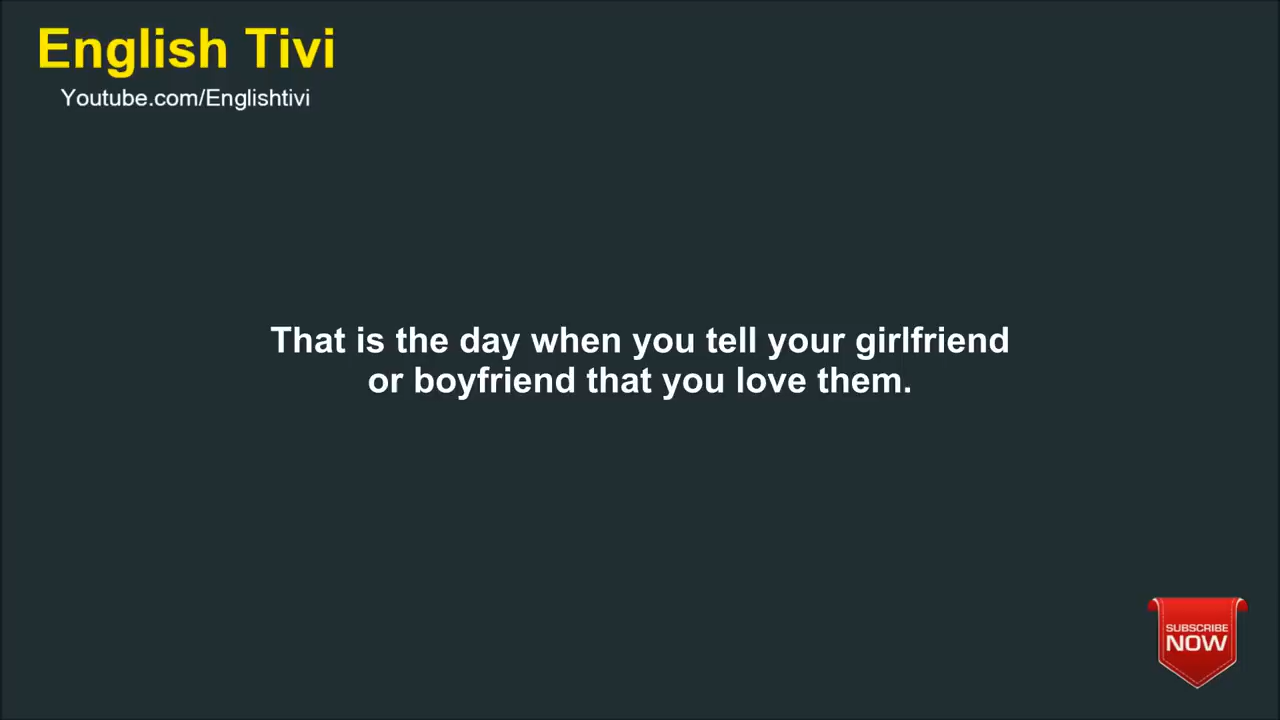 English Tivi
Youtube.com/Englishtivi
That is the day when you tell your girlfriend
or boyfriend that you love them.
SUBSCRIBE
NOW